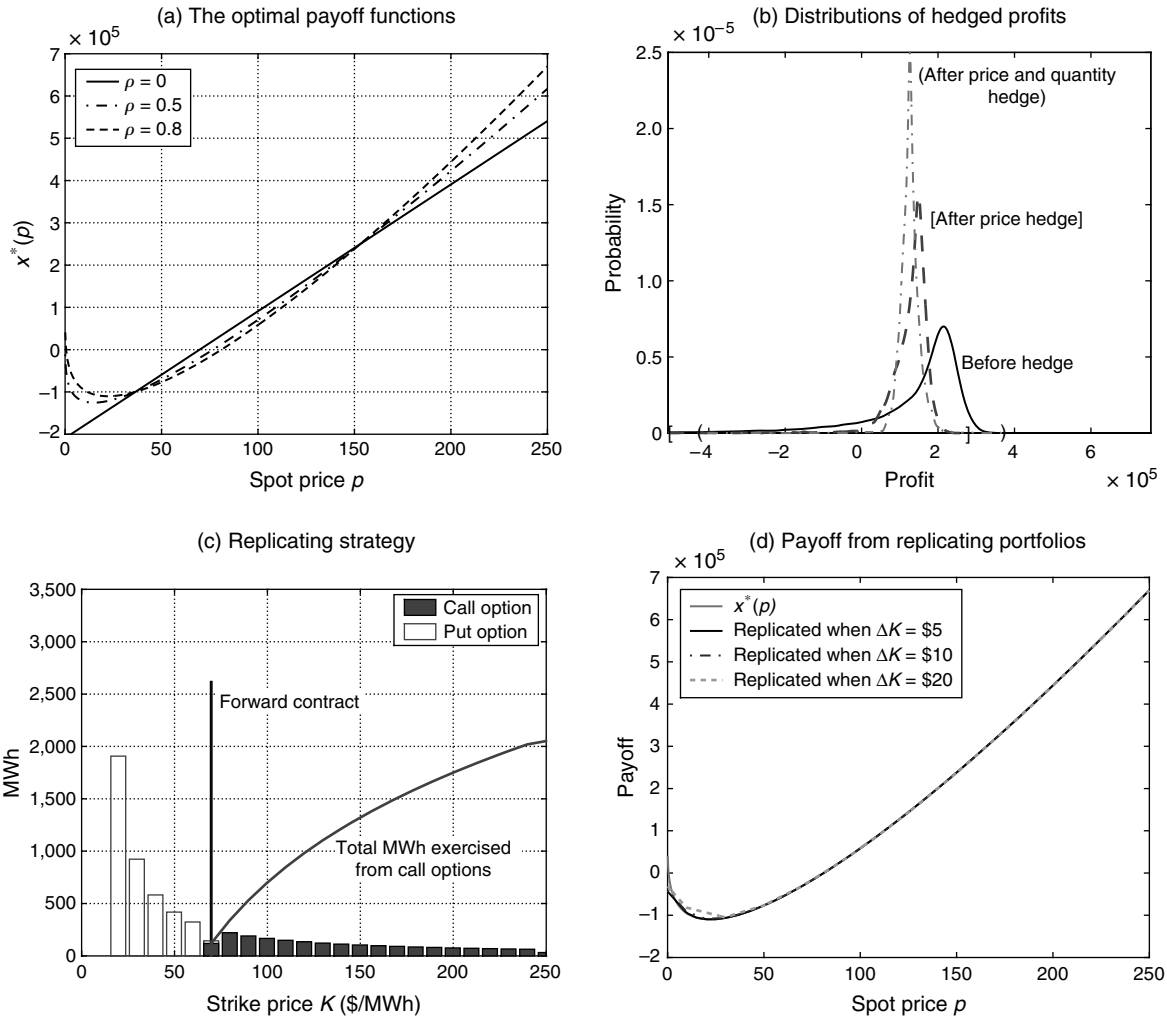 (a) The optimal payoff functions
× 10⁵
7
6
5
4
3
2
1
0
−1
−2
x*(p)
ρ = 0
ρ = 0.5
ρ = 0.8
0 50 100 150 200 250
Spot price p
(b) Distributions of hedged profits
× 10⁻⁵
2.5
2.0
1.5
1.0
0.5
0
Probability
(After price and quantity
hedge)
[After price hedge]
Before hedge
[ ( ] )
−4 −2 0 2 4 6
Profit
× 10⁵
(c) Replicating strategy
3,500
3,000
2,500
2,000
1,500
1,000
500
0
MWh
Call option
Put option
Forward contract
Total MWh exercised
from call options
0 50 100 150 200 250
Strike price K ($/MWh)
(d) Payoff from replicating portfolios
× 10⁵
7
6
5
4
3
2
1
0
−1
−2
Payoff
x*(p)
Replicated when ΔK = $5
Replicated when ΔK = $10
Replicated when ΔK = $20
0 50 100 150 200 250
Spot price p